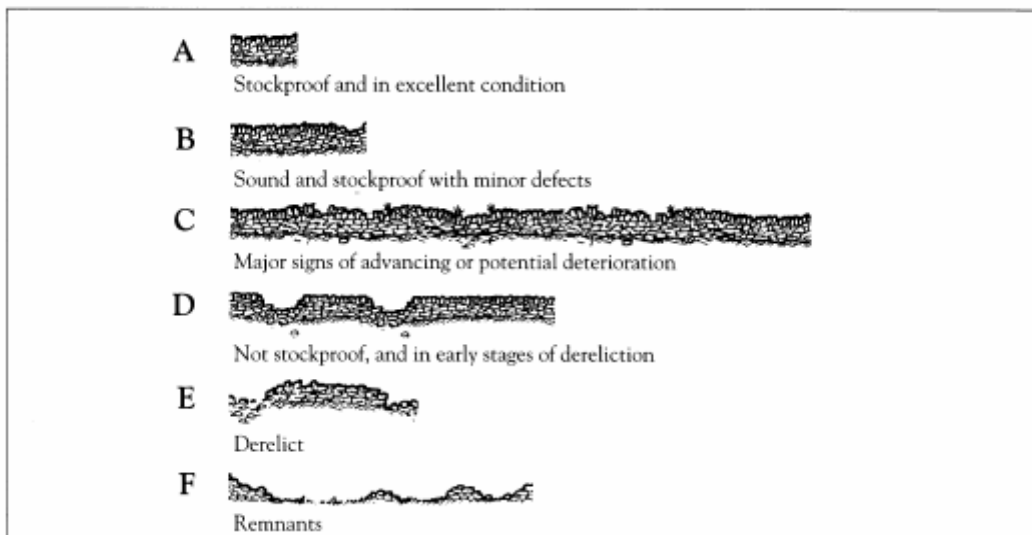 A
Stockproof and in excellent condition
B
Sound and stockproof with minor defects
C
Major signs of advancing or potential deterioration
D
Not stockproof, and in early stages of dereliction
E
Derelict
F
Remnants